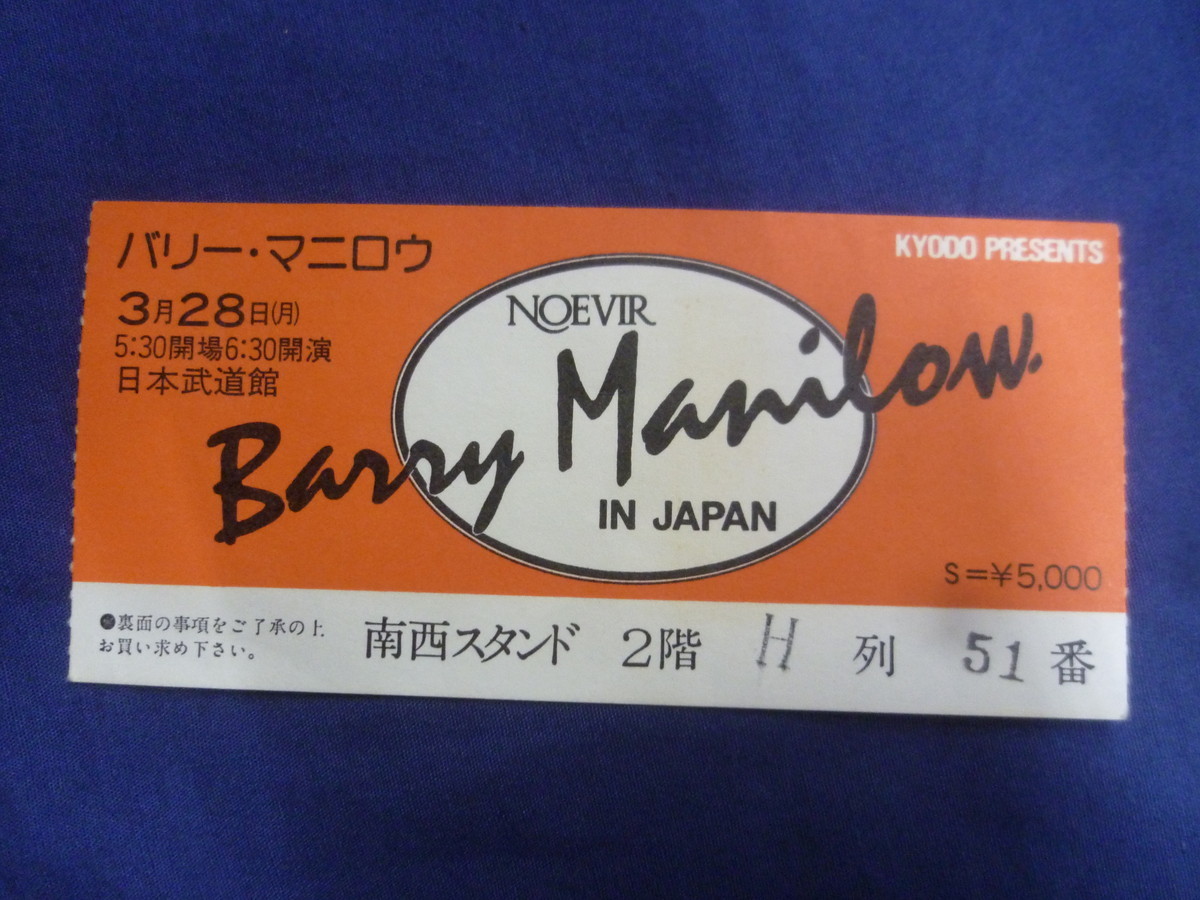 バリー・マニロウ
KYODO PRESENTS
3月28日(月)
5:30開場6:30開演
日本武道館
NOEVIR
Barry Manilow.
IN JAPAN
S=¥5,000
●裏面の事項をご了承の上
お買い求め下さい。
南西スタンド 2階 H 列 51 番